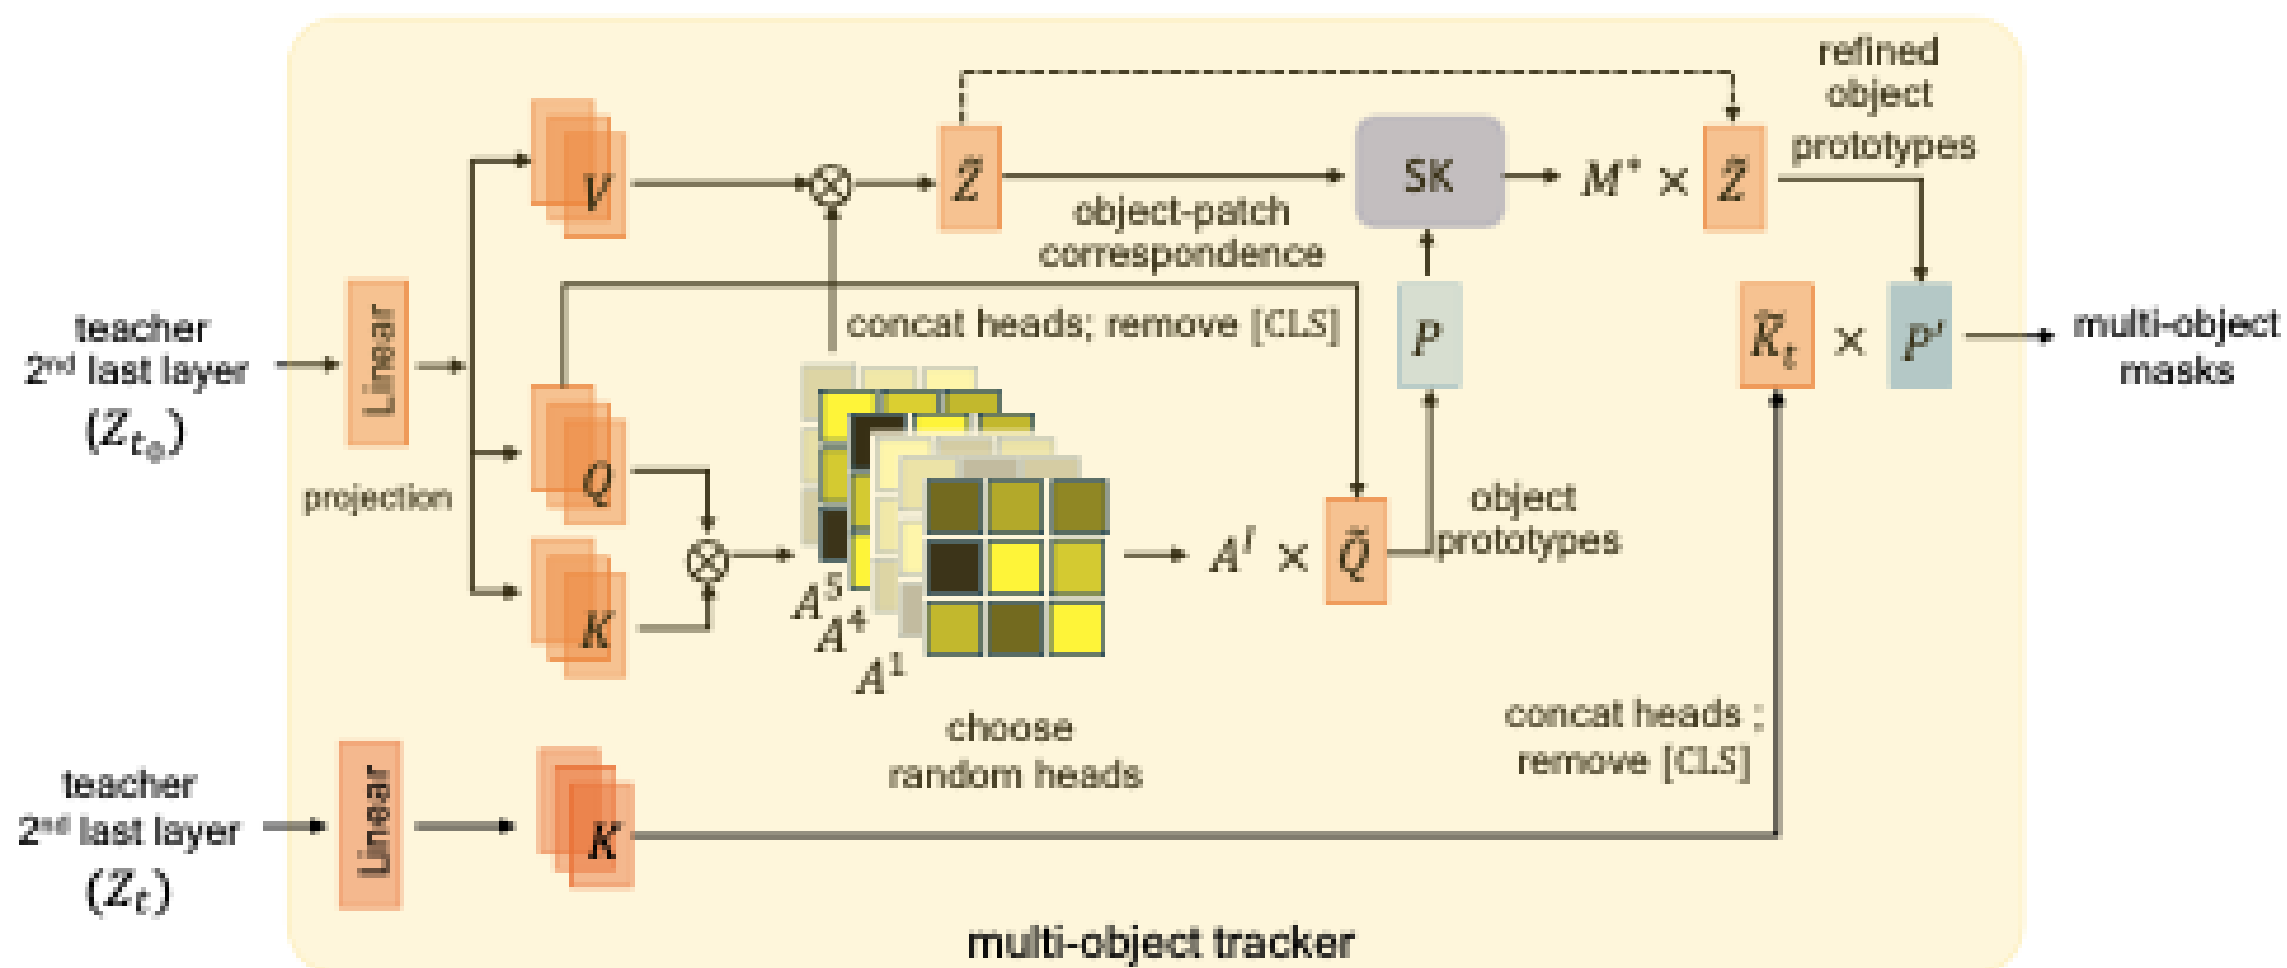 refined
object
prototypes
V
Z̃
SK
M* × Z̃
object-patch
correspondence
teacher
2nd last layer
(Z_{t_0})
Linear
projection
concat heads; remove [CLS]
P
K̃_t × P'
multi-object
masks
Q
K
A^5
A^4
A^1
A^I × Q̃
object
prototypes
choose
random heads
concat heads ;
remove [CLS]
teacher
2nd last layer
(Z_t)
Linear
K
multi-object tracker